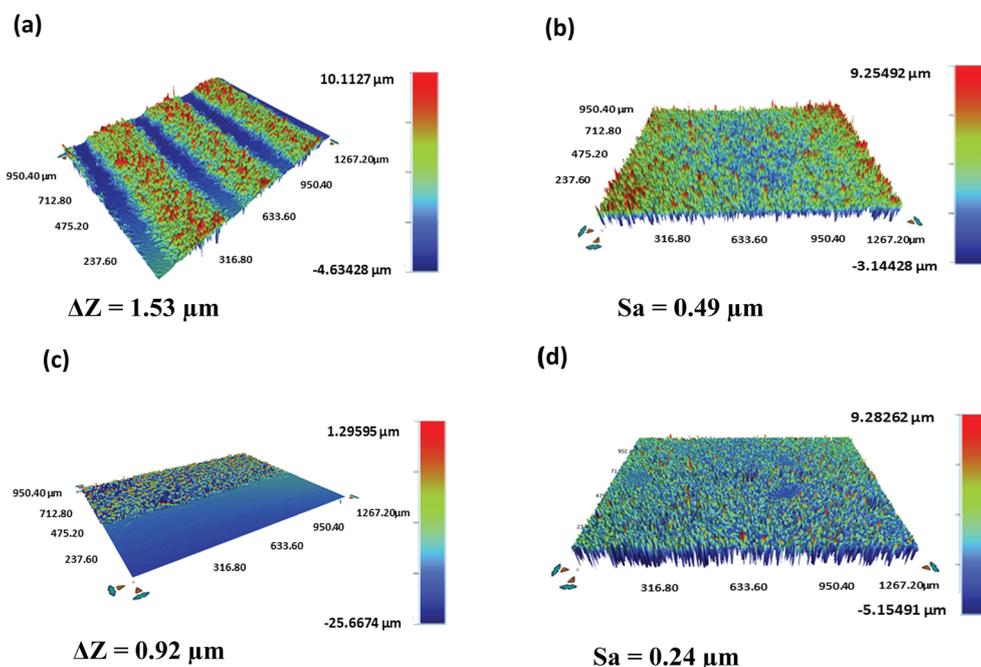 (a)
10.1127 µm
950.40 µm
712.80
475.20
237.60
316.80
633.60
950.40
1267.20µm
-4.63428 µm
ΔZ = 1.53 µm
(b)
9.25492 µm
950.40µm
712.80
475.20
237.60
316.80
633.60
950.40
1267.20µm
-3.14428 µm
Sa = 0.49 µm
(c)
1.29595 µm
950.40 µm
712.80
475.20
237.60
316.80
633.60
950.40
1267.20µm
-25.6674 µm
ΔZ = 0.92 µm
(d)
9.28262 µm
316.80
633.60
950.40
1267.20µm
-5.15491 µm
Sa = 0.24 µm